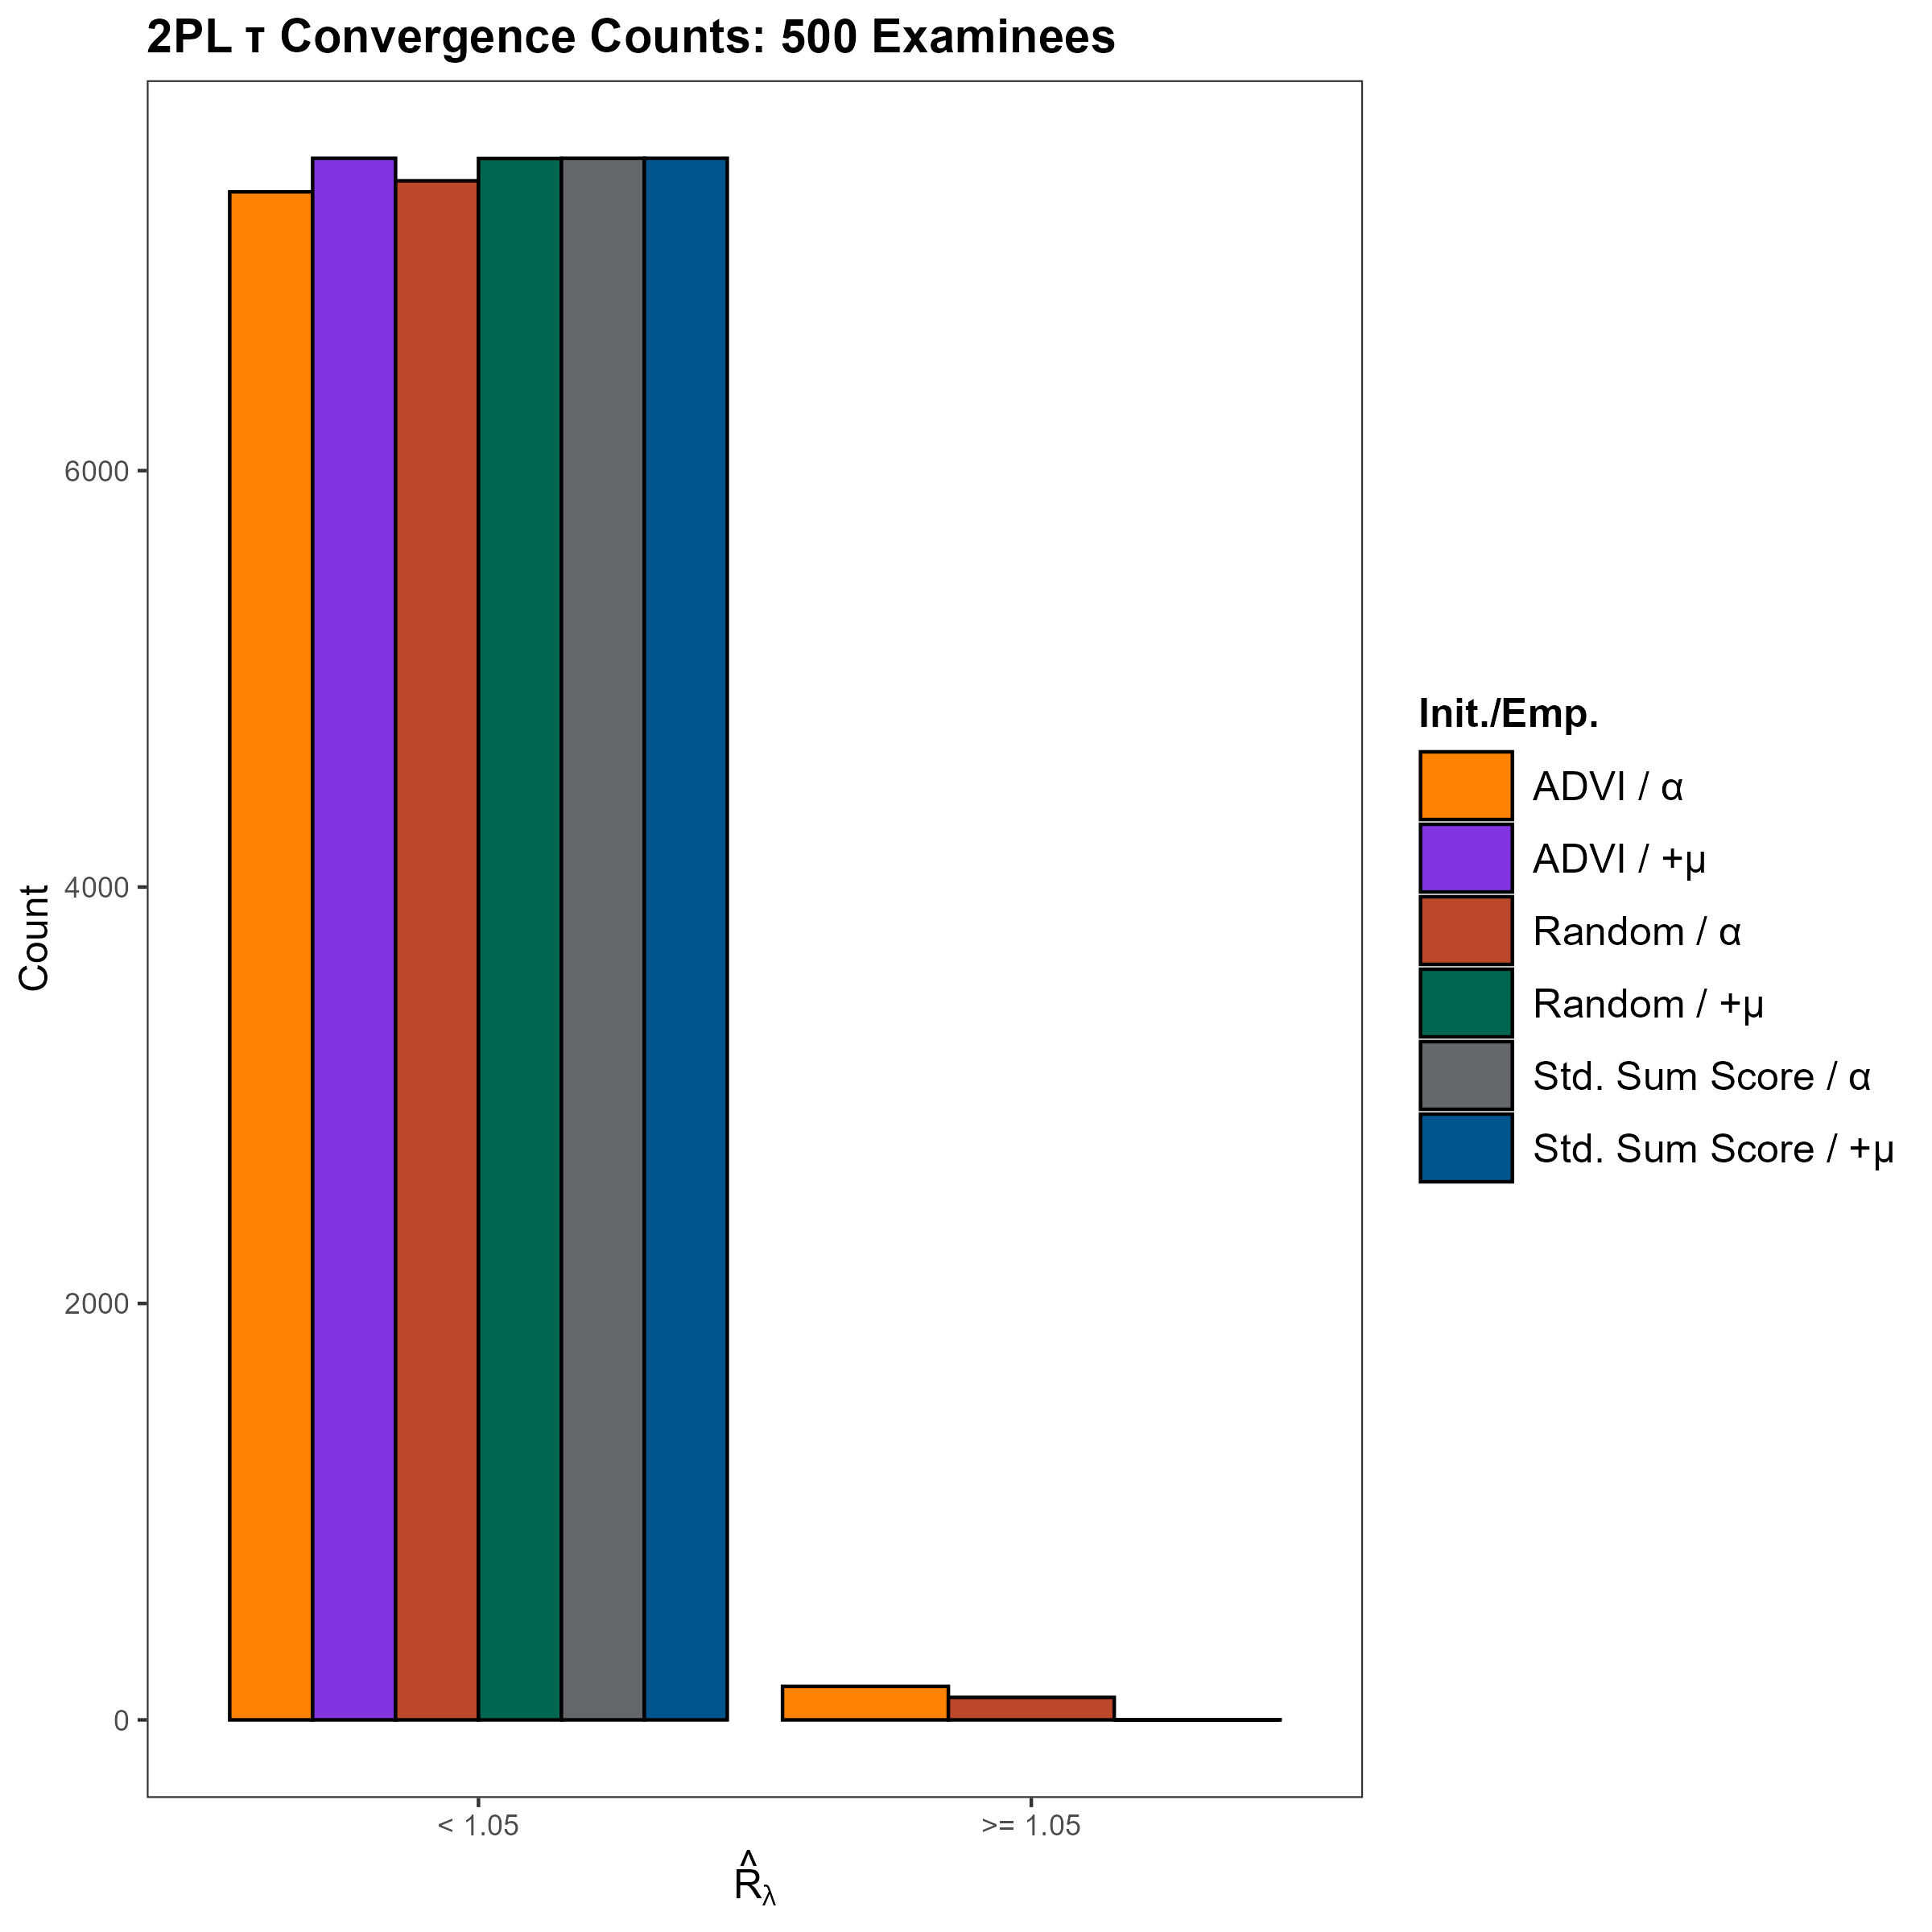 2PL τ Convergence Counts: 500 Examinees
Count
6000
4000
2000
0
< 1.05
>= 1.05
R̂λ
Init./Emp.
ADVI / α
ADVI / +μ
Random / α
Random / +μ
Std. Sum Score / α
Std. Sum Score / +μ